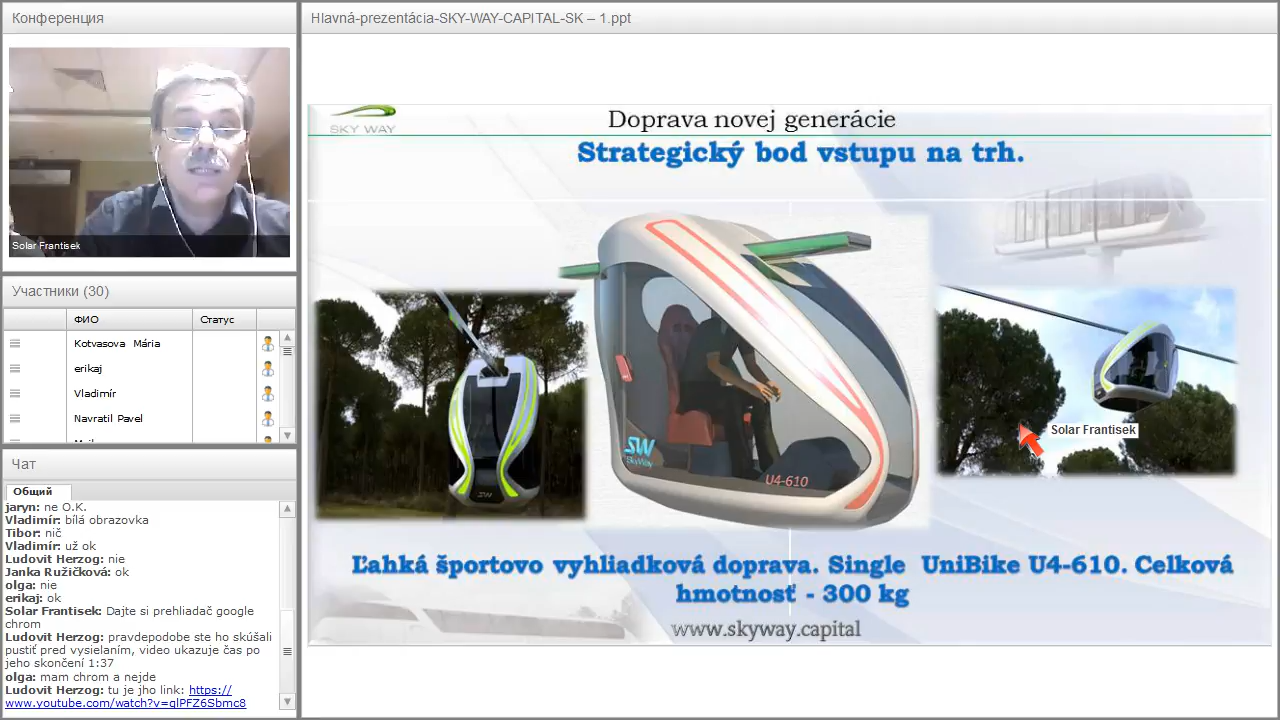 Конференция
Solar Frantisek
Участники (30)
ФИО
Статус
Kotvasova Mária
erikaj
Vladimír
Navratil Pavel
Чат
Общий
jaryn: ne O.K.
Vladimír: bílá obrazovka
Tibor: nič
Vladimír: už ok
Ludovit Herzog: nie
Janka Ružičková: ok
olga: nie
erikaj: ok
Solar Frantisek: Dajte si prehliadač google
chrom
Ludovit Herzog: pravdepodobe ste ho skúšali
pustiť pred vysielaním, video ukazuje čas po
jeho skončení 1:37
olga: mam chrom a nejde
Ludovit Herzog: tu je jho link: https://
www.youtube.com/watch?v=qlPFZ6Sbmc8
Hlavná-prezentácia-SKY-WAY-CAPITAL-SK – 1.ppt
SKY WAY
Doprava novej generácie
Strategický bod vstupu na trh.
SW
SW
SkyWay
U4-610
Solar Frantisek
Ľahká športovo vyhliadková doprava. Single UniBike U4-610. Celková
hmotnosť - 300 kg
www.skyway.capital